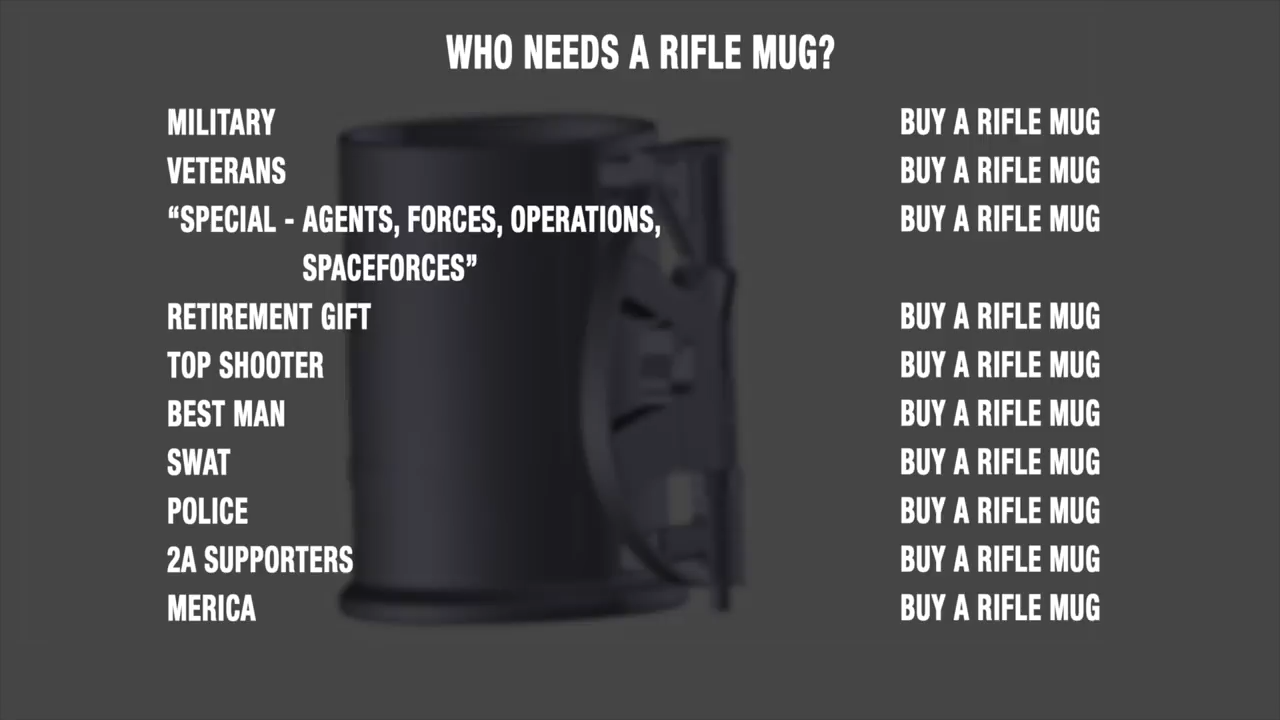 WHO NEEDS A RIFLE MUG?
MILITARY BUY A RIFLE MUG
VETERANS BUY A RIFLE MUG
“SPECIAL - AGENTS, FORCES, OPERATIONS, BUY A RIFLE MUG
SPACEFORCES”
RETIREMENT GIFT BUY A RIFLE MUG
TOP SHOOTER BUY A RIFLE MUG
BEST MAN BUY A RIFLE MUG
SWAT BUY A RIFLE MUG
POLICE BUY A RIFLE MUG
2A SUPPORTERS BUY A RIFLE MUG
MERICA BUY A RIFLE MUG